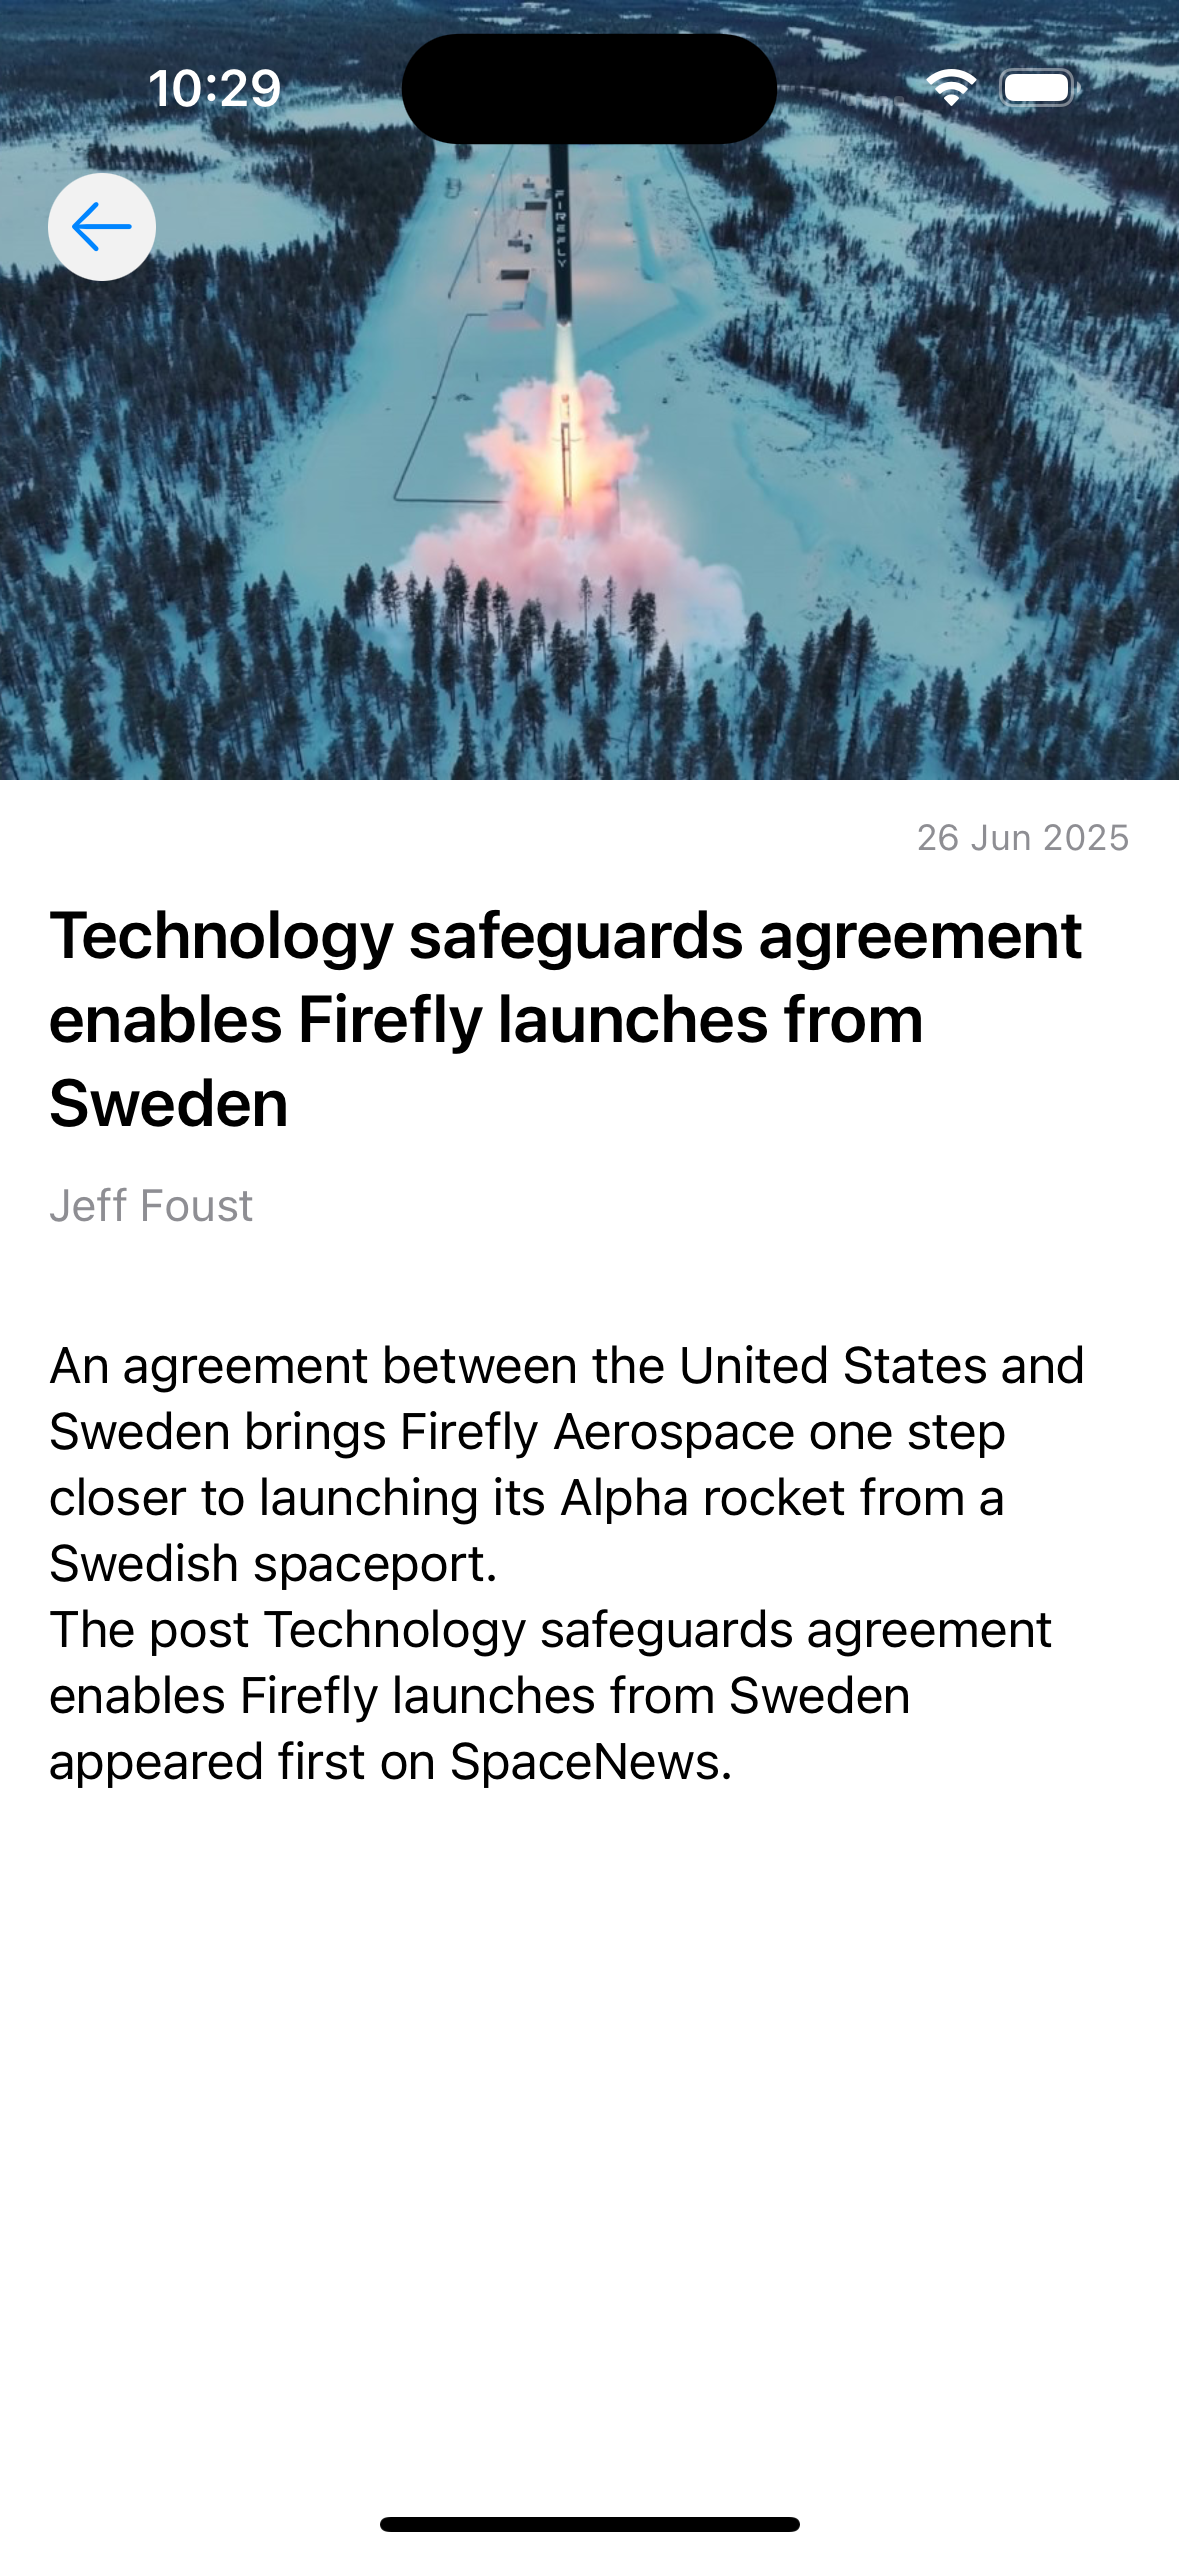 10:29
FIREFLY
26 Jun 2025
Technology safeguards agreement
enables Firefly launches from
Sweden
Jeff Foust
An agreement between the United States and
Sweden brings Firefly Aerospace one step
closer to launching its Alpha rocket from a
Swedish spaceport.
The post Technology safeguards agreement
enables Firefly launches from Sweden
appeared first on SpaceNews.